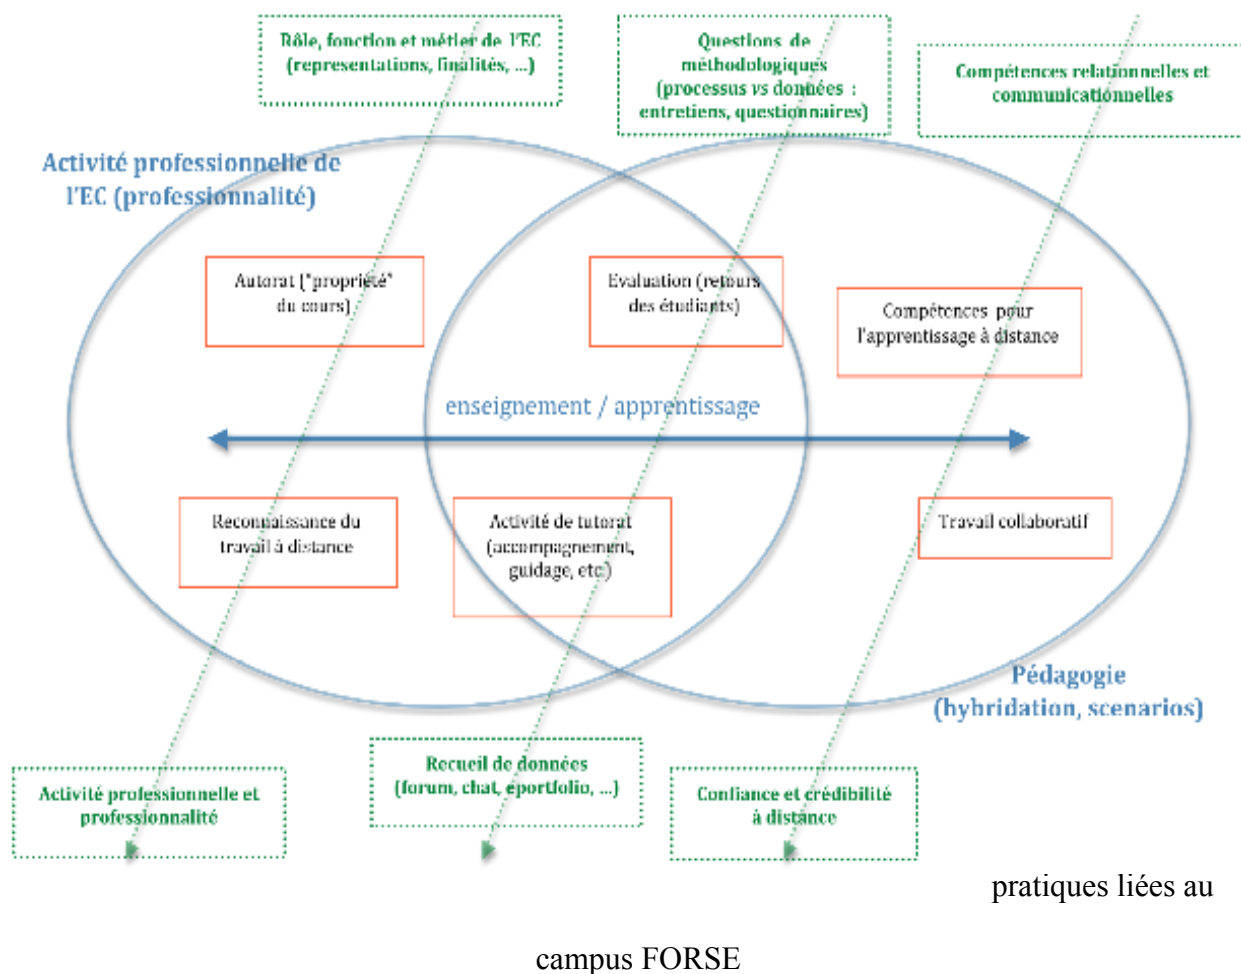 Rôle, fonction et métier de l'EC
(representations, finalités, ...)
Questions de
méthodologiques
(processus vs données :
entretiens, questionnaires)
Compétences relationnelles et
communicationnelles
Activité professionnelle de
l'EC (professionnalité)
Autorat ("propriété"
du cours)
Evaluation (retours
des étudiants)
Compétences pour
l'apprentissage à distance
enseignement / apprentissage
Reconnaissance du
travail à distance
Activité de tutorat
(accompagnement,
guidage, etc.)
Travail collaboratif
Pédagogie
(hybridation, scenarios)
Activité professionnelle et
professionnalité
Recueil de données
(forum, chat, eportfolio, ...)
Confiance et crédibilité
à distance
pratiques liées au
campus FORSE